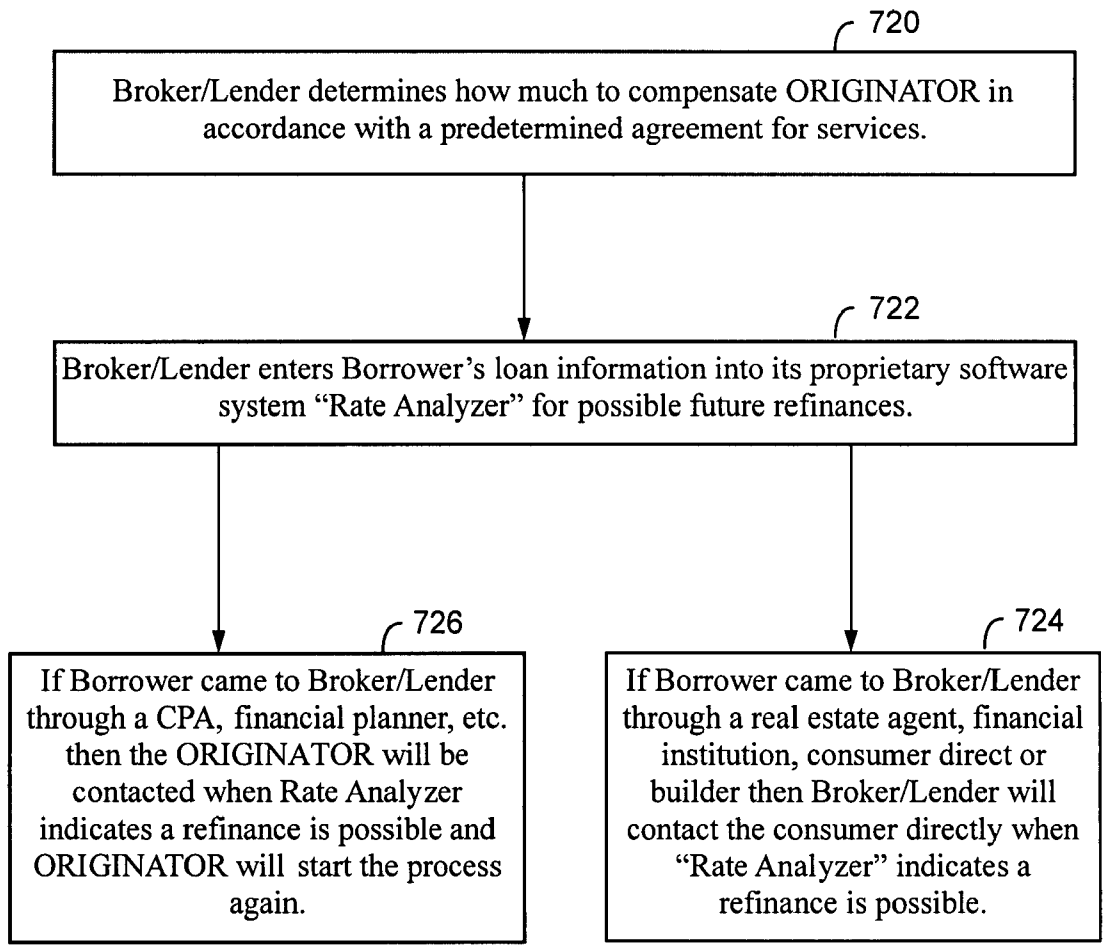 720
Broker/Lender determines how much to compensate ORIGINATOR in
accordance with a predetermined agreement for services.
722
Broker/Lender enters Borrower’s loan information into its proprietary software
system “Rate Analyzer” for possible future refinances.
726
If Borrower came to Broker/Lender
through a CPA, financial planner, etc.
then the ORIGINATOR will be
contacted when Rate Analyzer
indicates a refinance is possible and
ORIGINATOR will start the process
again.
724
If Borrower came to Broker/Lender
through a real estate agent, financial
institution, consumer direct or
builder then Broker/Lender will
contact the consumer directly when
“Rate Analyzer” indicates a
refinance is possible.